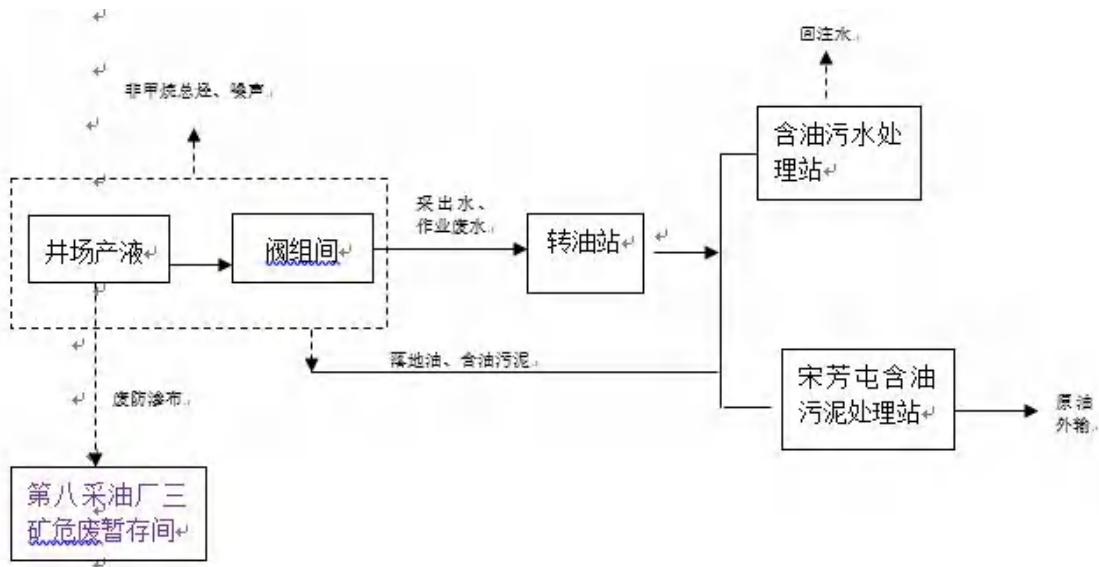 回注水
非甲烷总烃、噪声
含油污水处
理站
采出水、
作业废水
井场产液
阀组间
转油站
落地油、含油污泥
宋芳屯含油
污泥处理站
原油
外输
废防渗布
第八采油厂三
矿危废暂存间